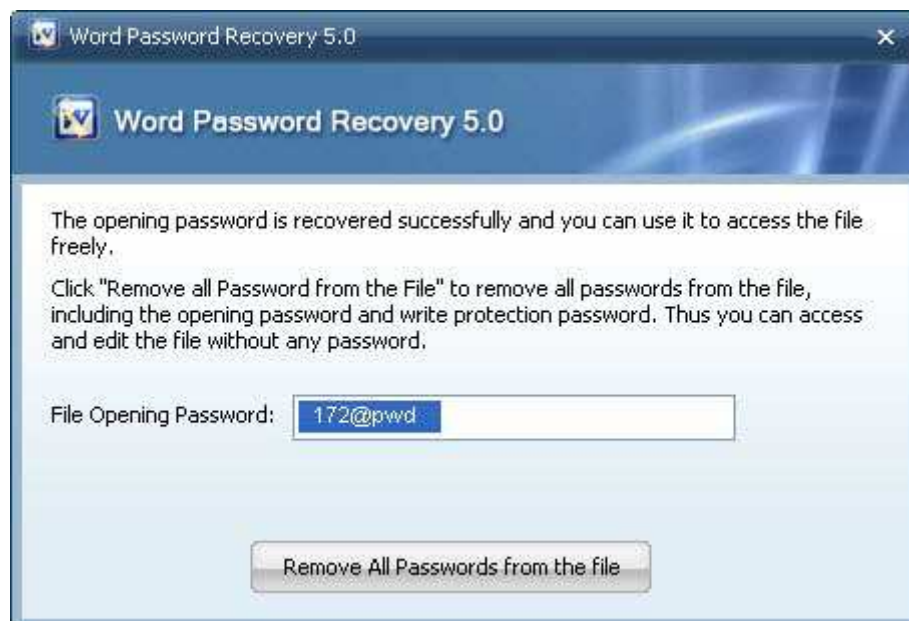 Word Password Recovery 5.0
Word Password Recovery 5.0
The opening password is recovered successfully and you can use it to access the file
freely.
Click "Remove all Password from the File" to remove all passwords from the file,
including the opening password and write protection password. Thus you can access
and edit the file without any password.
File Opening Password: 172@pwd
Remove All Passwords from the file